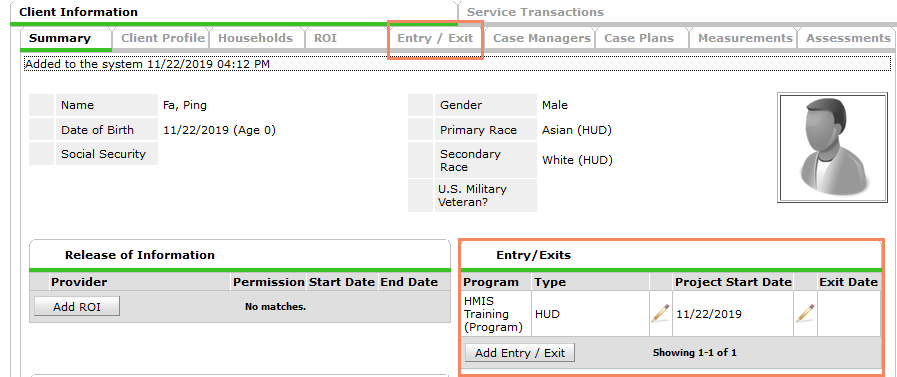 Client Information Service Transactions
Summary Client Profile Households ROI Entry / Exit Case Managers Case Plans Measurements Assessments
Added to the system 11/22/2019 04:12 PM
Name Fa, Ping
Date of Birth 11/22/2019 (Age 0)
Social Security
Gender Male
Primary Race Asian (HUD)
Secondary
Race
White (HUD)
U.S. Military
Veteran?
Release of Information
Provider Permission Start Date End Date
Add ROI No matches.
Entry/Exits
Program Type Project Start Date Exit Date
HMIS
Training
(Program)
HUD 11/22/2019
Add Entry / Exit Showing 1-1 of 1